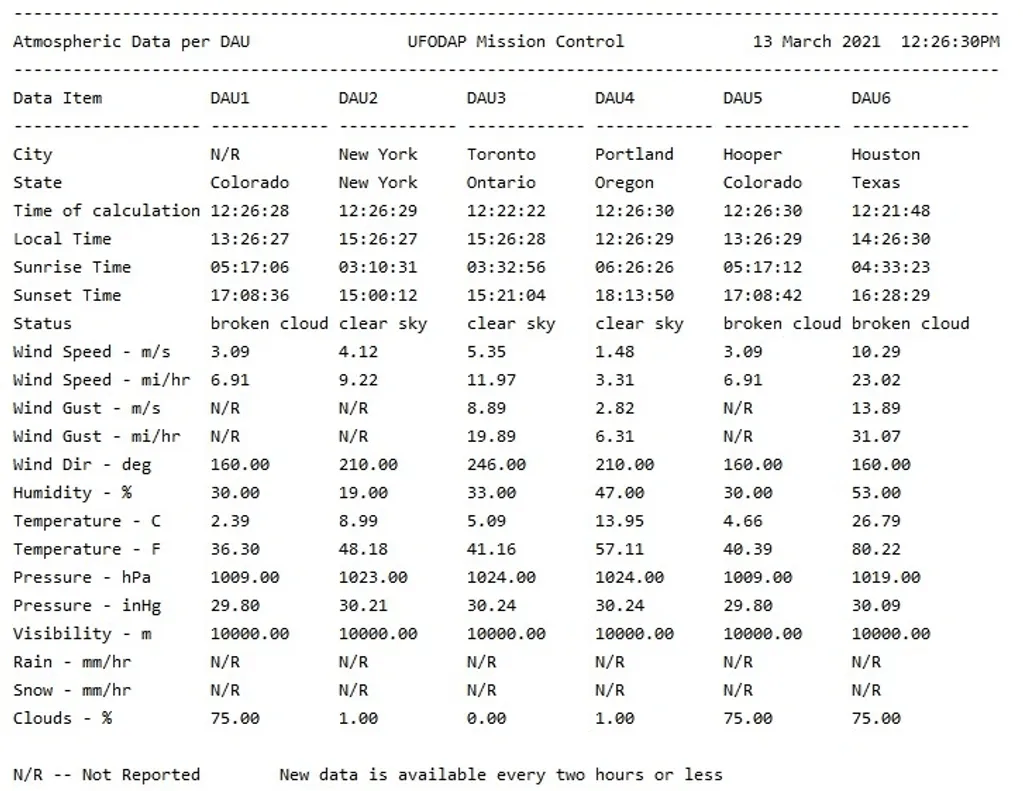 ----------------------------------------------------------------------------------------------------
Atmospheric Data per DAU                UFODAP Mission Control             13 March 2021  12:26:30PM
----------------------------------------------------------------------------------------------------
Data Item           DAU1         DAU2         DAU3         DAU4         DAU5         DAU6
------------------- ------------ ------------ ------------ ------------ ------------ ------------
City                N/R          New York     Toronto      Portland     Hooper       Houston
State               Colorado     New York     Ontario      Oregon       Colorado     Texas
Time of calculation 12:26:28     12:26:29     12:22:22     12:26:30     12:26:30     12:21:48
Local Time          13:26:27     15:26:27     15:26:28     12:26:29     13:26:29     14:26:30
Sunrise Time        05:17:06     03:10:31     03:32:56     06:26:26     05:17:12     04:33:23
Sunset Time         17:08:36     15:00:12     15:21:04     18:13:50     17:08:42     16:28:29
Status              broken cloud clear sky    clear sky    clear sky    broken cloud broken cloud
Wind Speed - m/s    3.09         4.12         5.35         1.48         3.09         10.29
Wind Speed - mi/hr  6.91         9.22         11.97        3.31         6.91         23.02
Wind Gust - m/s     N/R          N/R          8.89         2.82         N/R          13.89
Wind Gust - mi/hr   N/R          N/R          19.89        6.31         N/R          31.07
Wind Dir - deg      160.00       210.00       246.00       210.00       160.00       160.00
Humidity - %        30.00        19.00        33.00        47.00        30.00        53.00
Temperature - C     2.39         8.99         5.09         13.95        4.66         26.79
Temperature - F     36.30        48.18        41.16        57.11        40.39        80.22
Pressure - hPa      1009.00      1023.00      1024.00      1024.00      1009.00      1019.00
Pressure - inHg     29.80        30.21        30.24        30.24        29.80        30.09
Visibility - m      10000.00     10000.00     10000.00     10000.00     10000.00     10000.00
Rain - mm/hr        N/R          N/R          N/R          N/R          N/R          N/R
Snow - mm/hr        N/R          N/R          N/R          N/R          N/R          N/R
Clouds - %          75.00        1.00         0.00         1.00         75.00        75.00
N/R -- Not Reported        New data is available every two hours or less